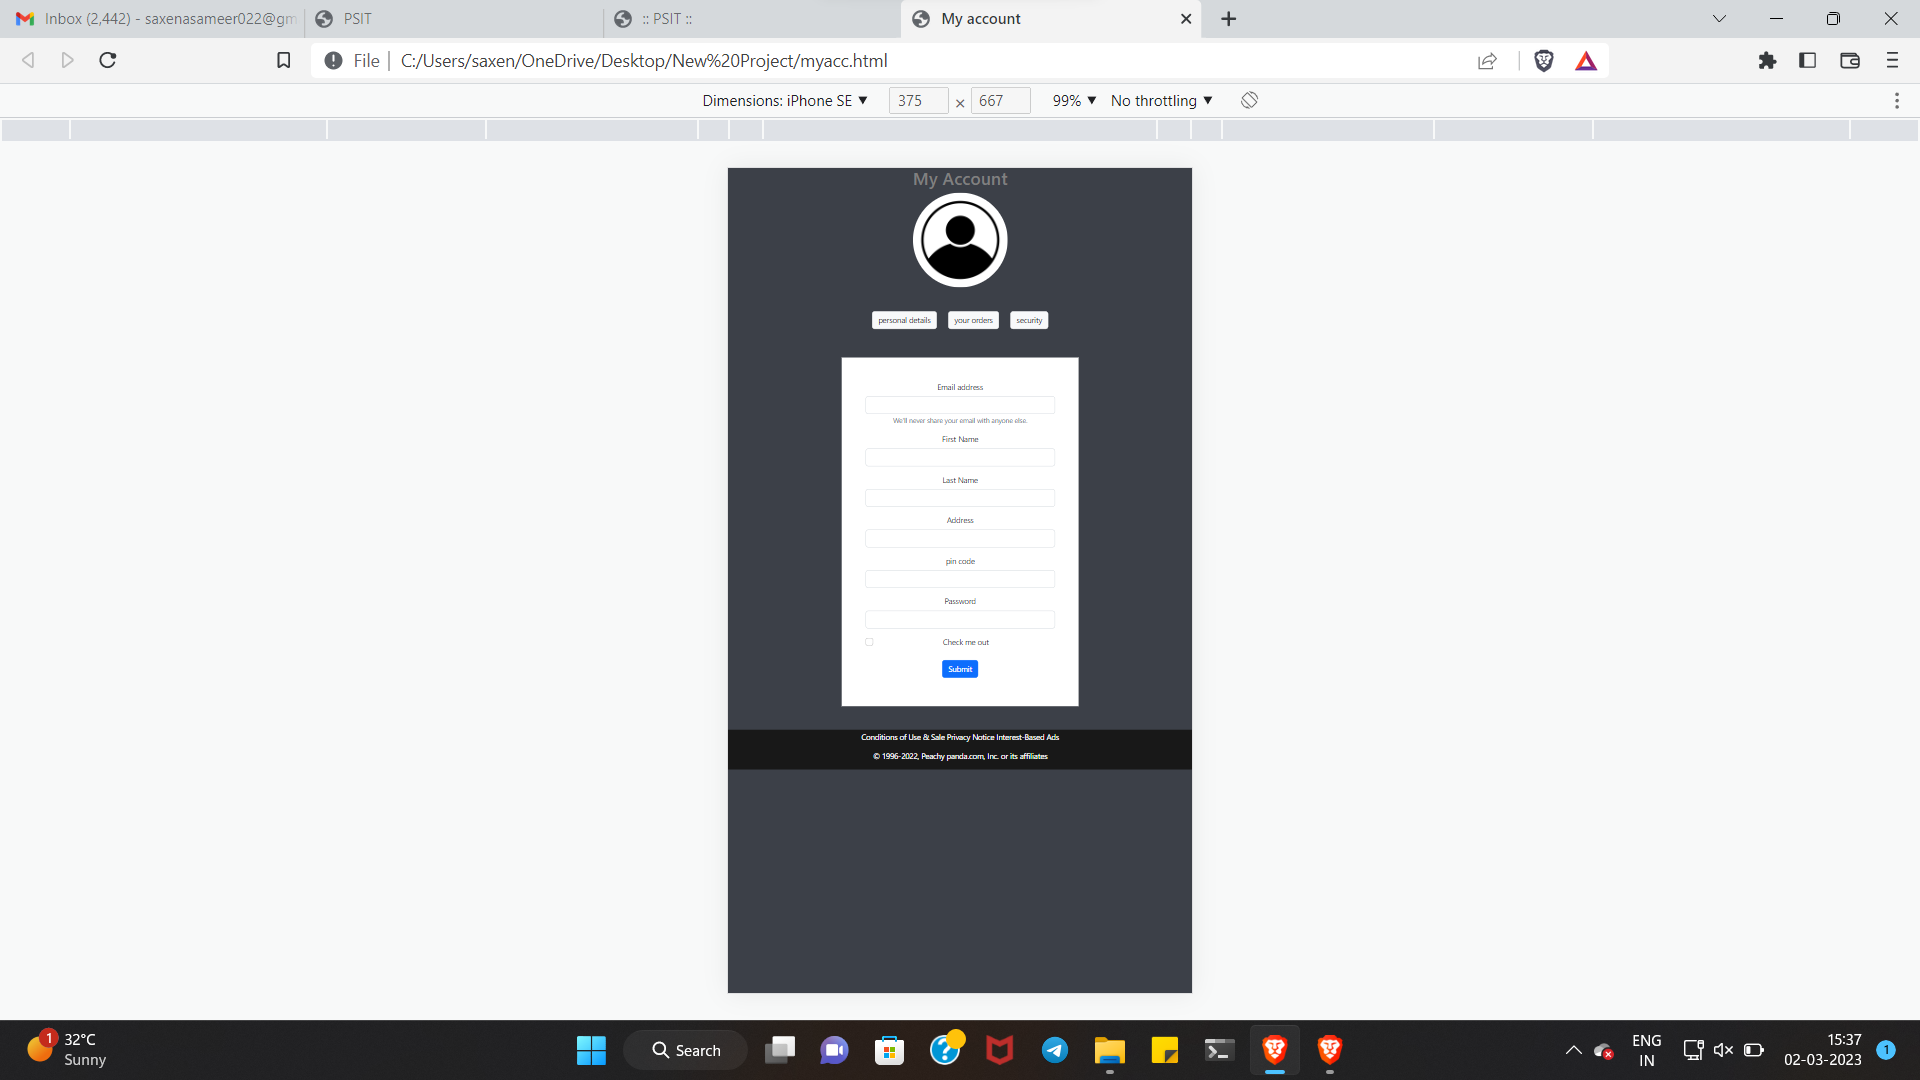 Inbox (2,442) - saxenasameer022@gm
PSIT
:: PSIT ::
My account
File
C:/Users/saxen/OneDrive/Desktop/New%20Project/myacc.html
Dimensions: iPhone SE ▼
375 × 667
99% ▼
No throttling ▼
My Account
personal details
your orders
security
Email address
We'll never share your email with anyone else.
First Name
Last Name
Address
pin code
Password
Check me out
Submit
Conditions of Use & Sale Privacy Notice Interest-Based Ads
© 1996-2022, Peachy panda.com, Inc. or its affiliates
1
32°C
Sunny
Search
ENG
IN
15:37
02-03-2023
1